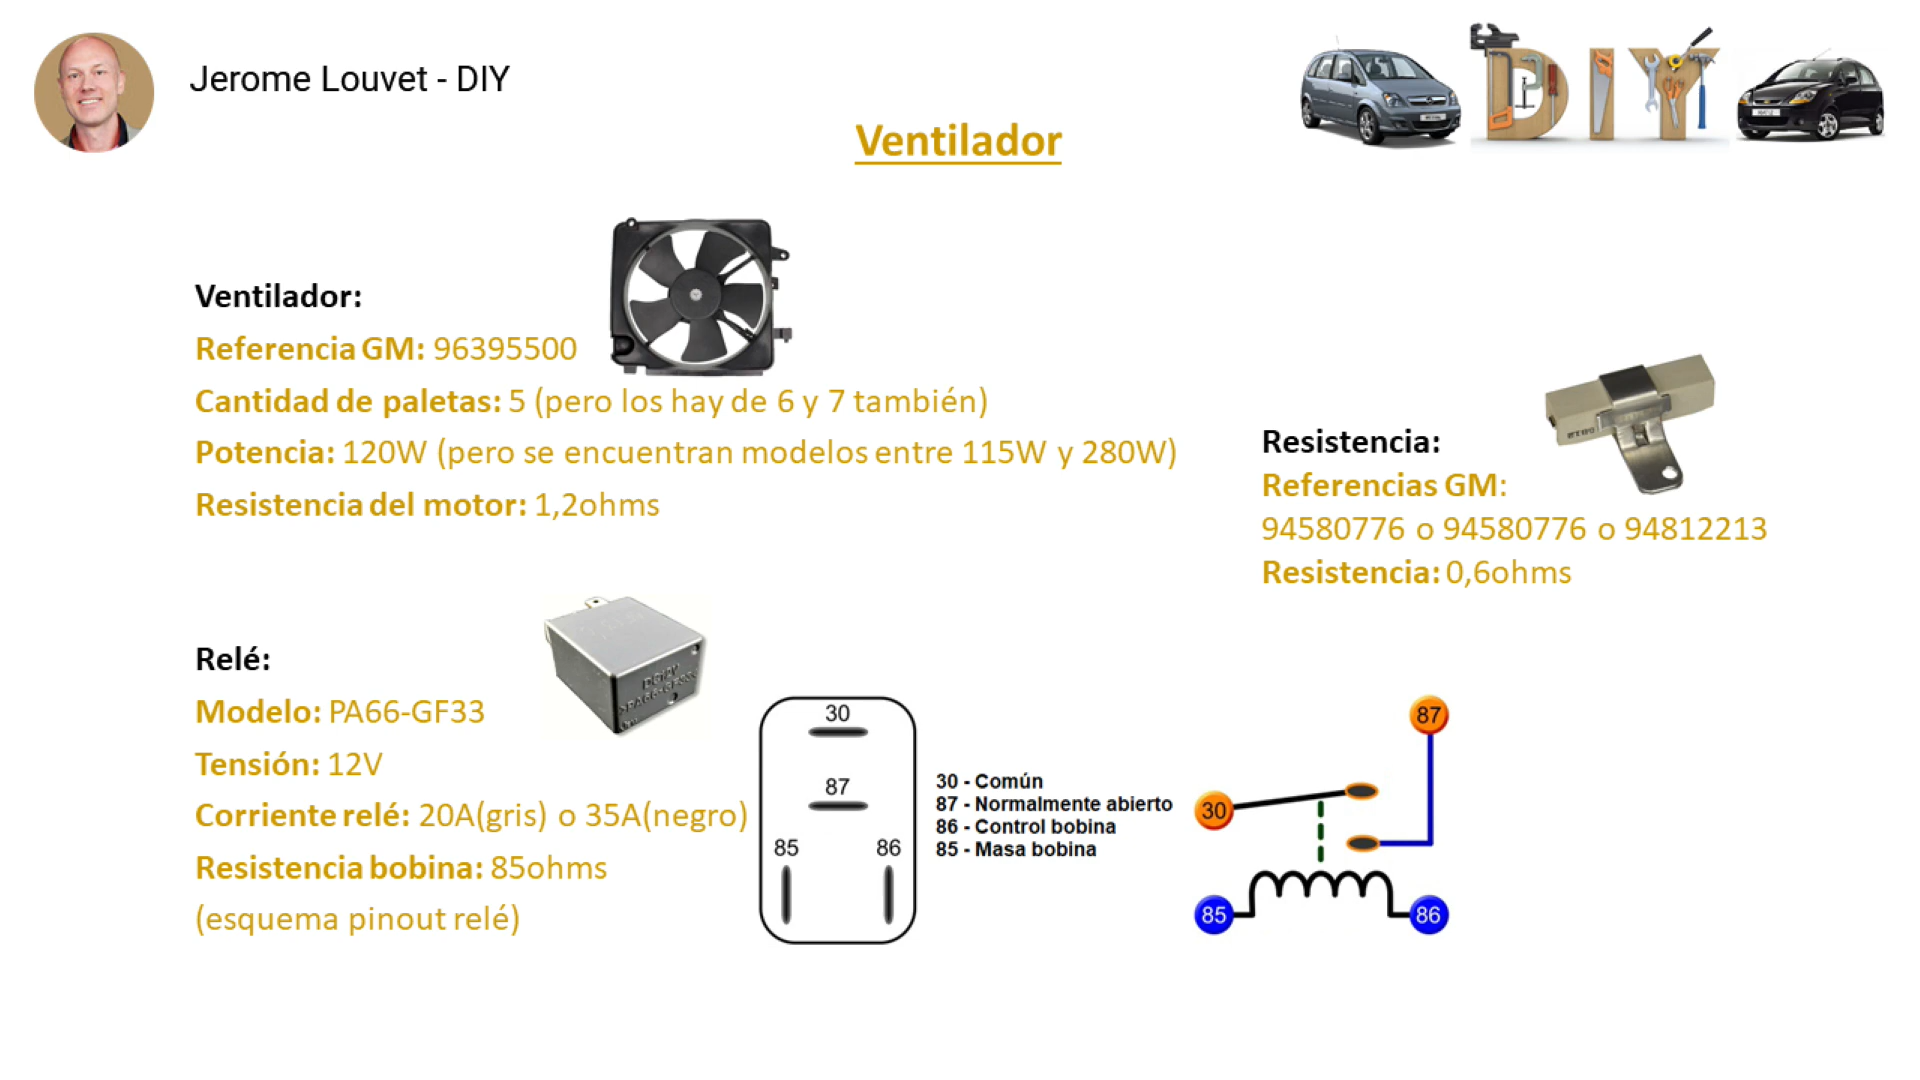 Jerome Louvet - DIY
DIY
Ventilador
Ventilador:
Referencia GM: 96395500
Cantidad de paletas: 5 (pero los hay de 6 y 7 también)
Potencia: 120W (pero se encuentran modelos entre 115W y 280W)
Resistencia del motor: 1,2ohms
Resistencia:
Referencias GM:
94580776 o 94580776 o 94812213
Resistencia: 0,6ohms
Relé:
Modelo: PA66-GF33
Tensión: 12V
Corriente relé: 20A(gris) o 35A(negro)
Resistencia bobina: 85ohms
(esquema pinout relé)
30
87
85
86
30 - Común
87 - Normalmente abierto
86 - Control bobina
85 - Masa bobina
87
30
85
86